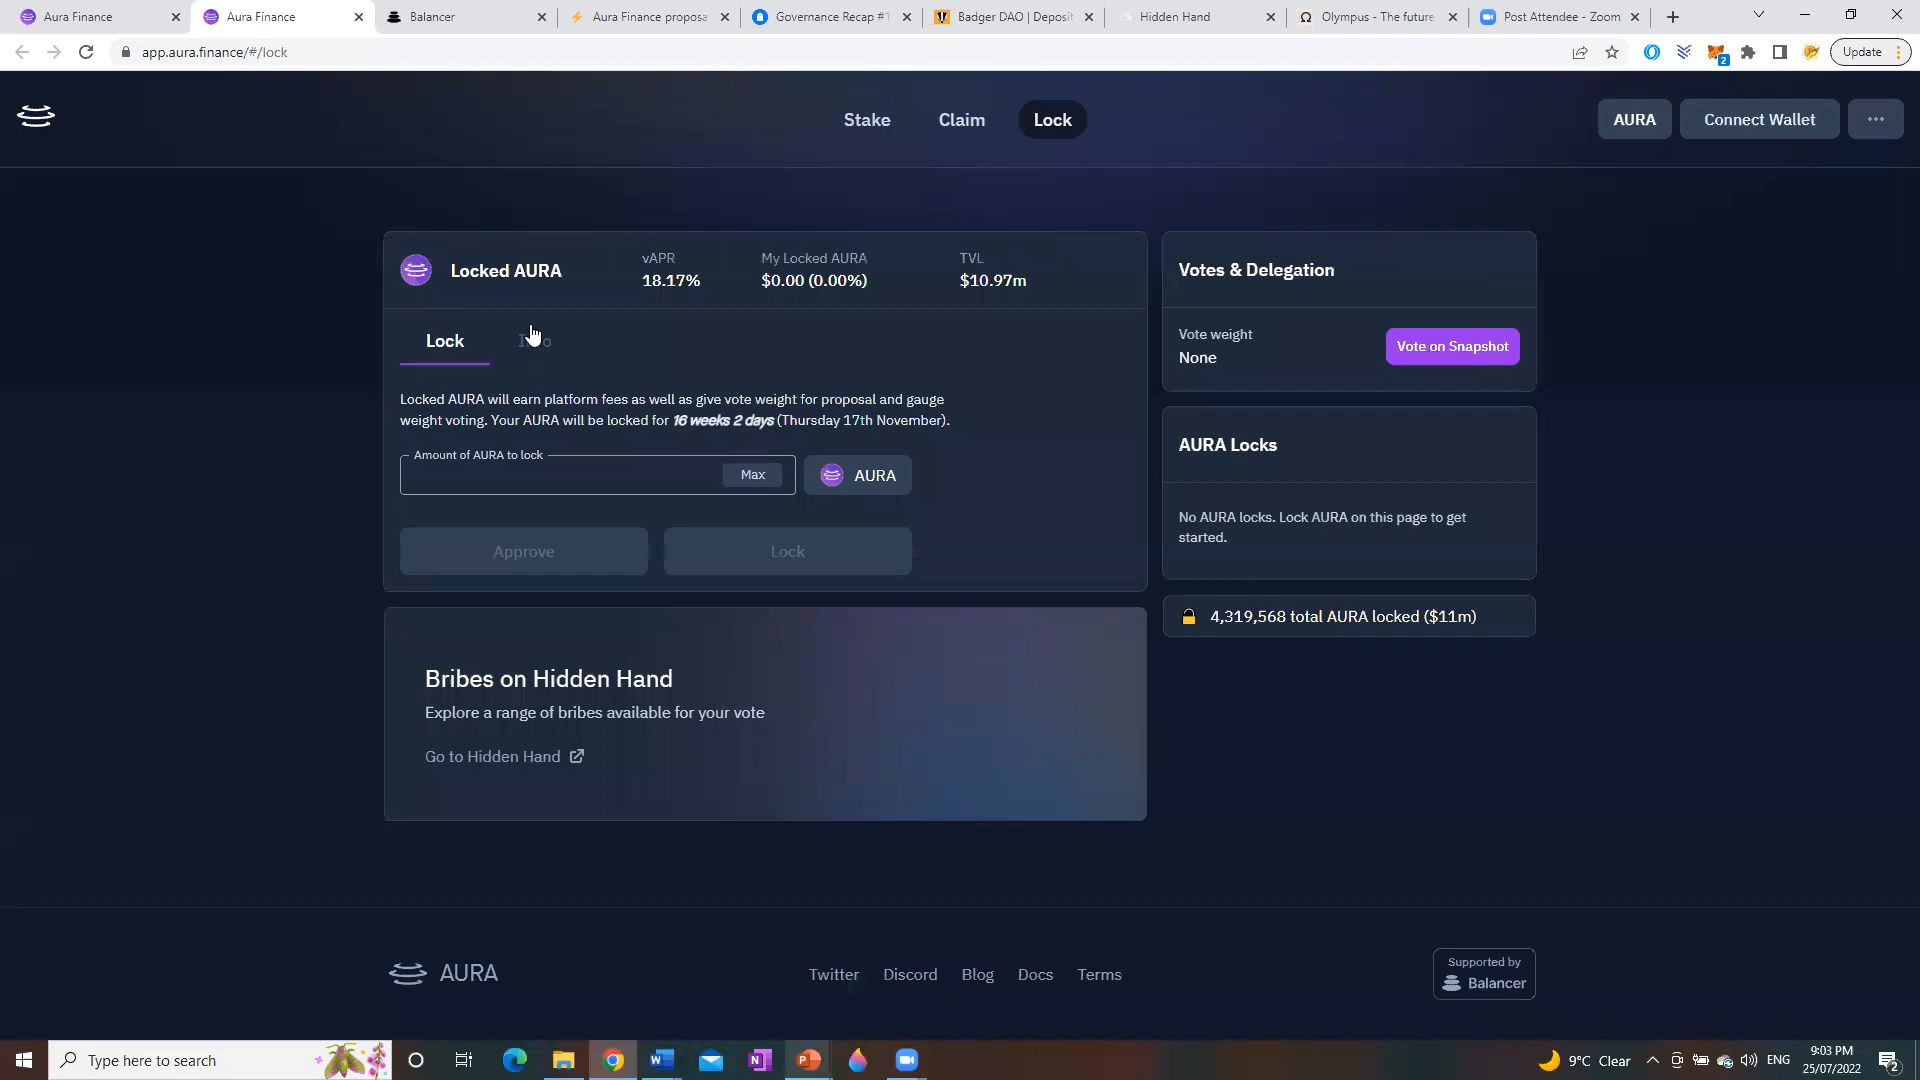 Aura Finance
Aura Finance
Balancer
Aura Finance proposa
Governance Recap #1
Badger DAO | Deposit
Hidden Hand
Olympus - The future
Post Attendee - Zoom
app.aura.finance/#/lock
2
Update
Stake
Claim
Lock
AURA
Connect Wallet
Locked AURA
vAPR
18.17%
My Locked AURA
$0.00 (0.00%)
TVL
$10.97m
Lock
Info
Locked AURA will earn platform fees as well as give vote weight for proposal and gauge
weight voting. Your AURA will be locked for 16 weeks 2 days (Thursday 17th November).
Amount of AURA to lock
Max
AURA
Approve
Lock
Bribes on Hidden Hand
Explore a range of bribes available for your vote
Go to Hidden Hand
Votes & Delegation
Vote weight
None
Vote on Snapshot
AURA Locks
No AURA locks. Lock AURA on this page to get
started.
4,319,568 total AURA locked ($11m)
AURA
Twitter
Discord
Blog
Docs
Terms
Supported by
Balancer
Type here to search
9°C Clear
ENG
9:03 PM
25/07/2022
2